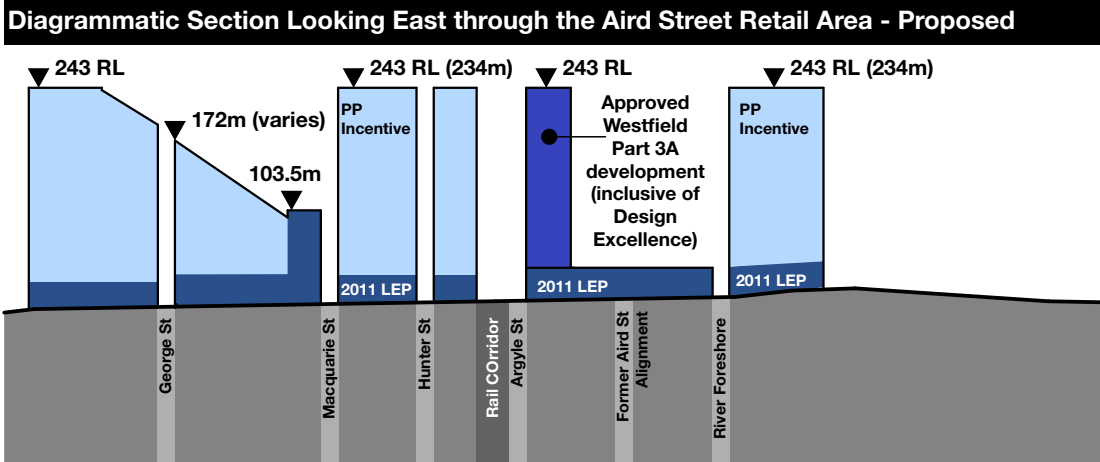 Diagrammatic Section Looking East through the Aird Street Retail Area - Proposed
243 RL
172m (varies)
103.5m
243 RL (234m)
PP
Incentive
2011 LEP
243 RL
Approved
Westfield
Part 3A
development
(inclusive of
Design
Excellence)
2011 LEP
243 RL (234m)
PP
Incentive
2011 LEP
George St
Macquarie St
Hunter St
Rail COrridor
Argyle St
Former Aird St
Alignment
River Foreshore